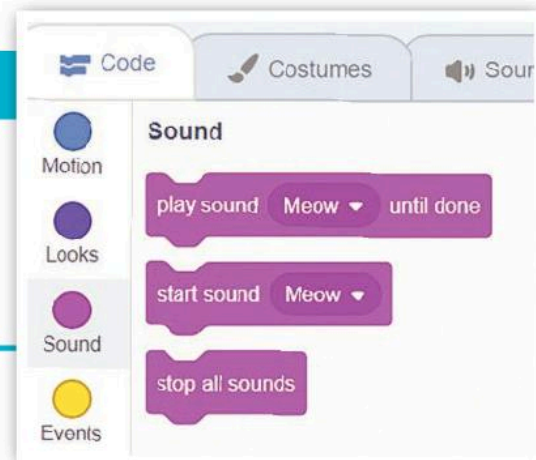 Code
Costumes
Sour
Motion
Looks
Sound
Events
Sound
play sound Meow until done
start sound Meow
stop all sounds